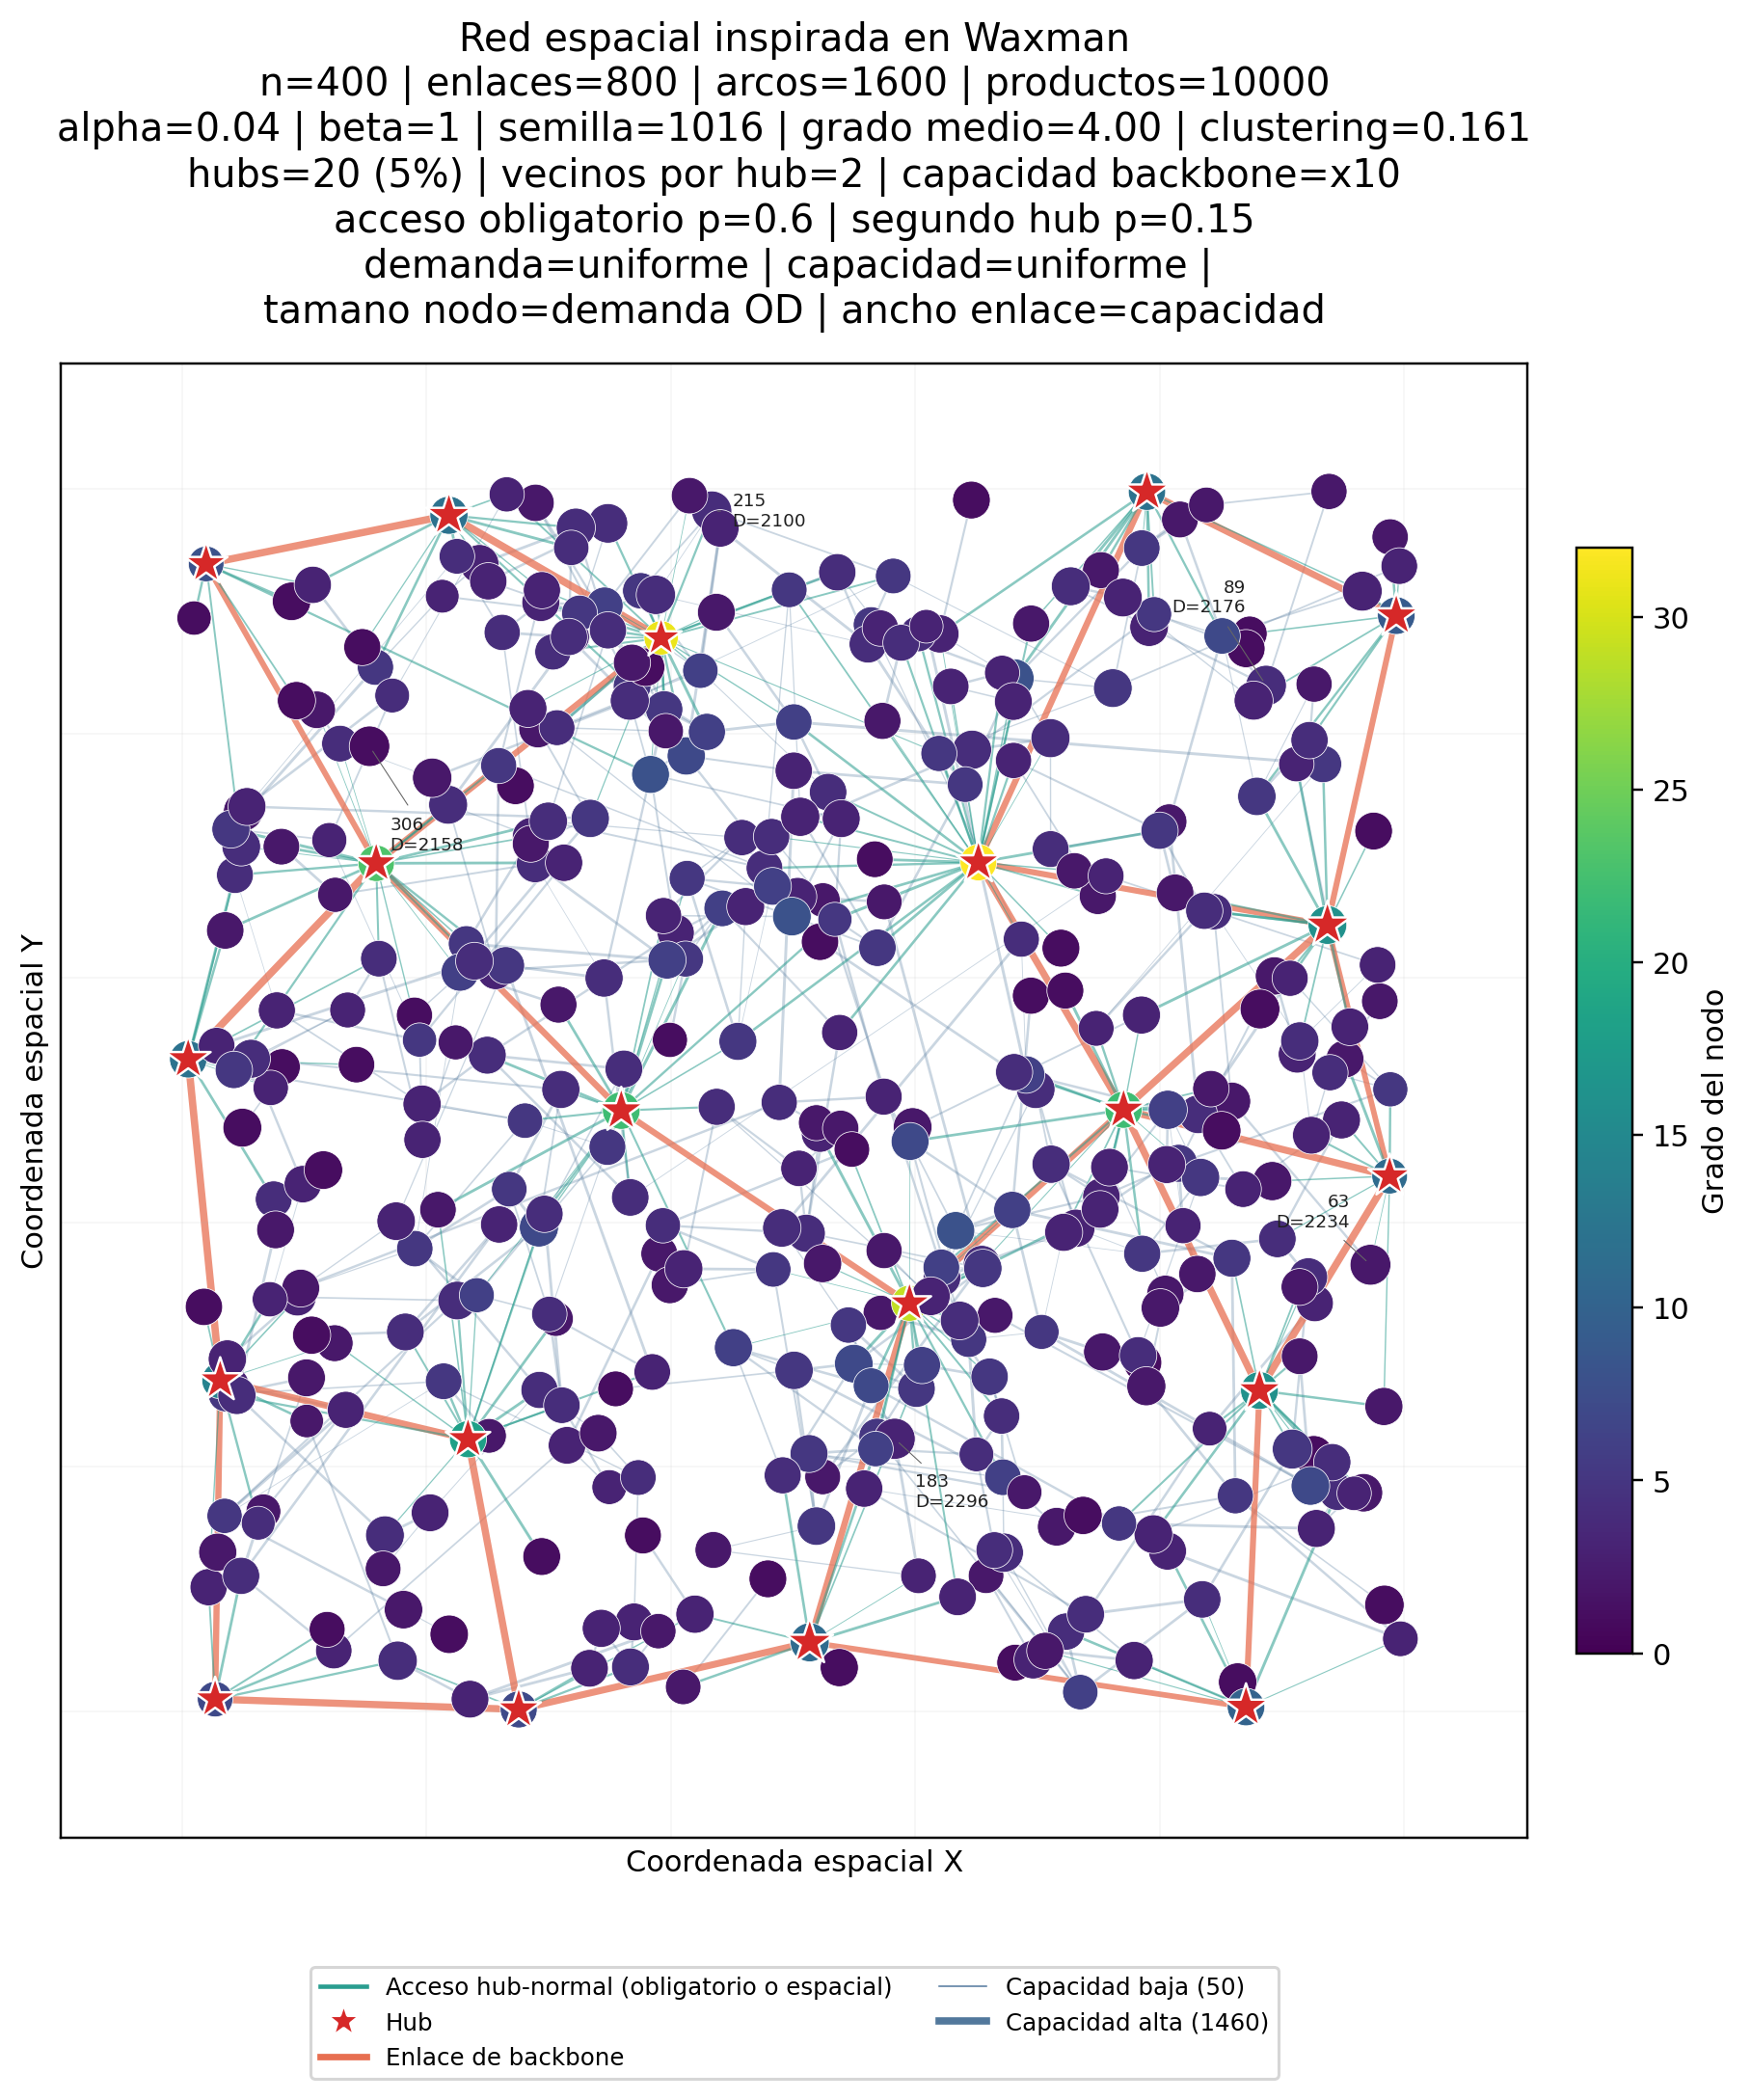 Red espacial inspirada en Waxman
n=400 | enlaces=800 | arcos=1600 | productos=10000
alpha=0.04 | beta=1 | semilla=1016 | grado medio=4.00 | clustering=0.161
hubs=20 (5%) | vecinos por hub=2 | capacidad backbone=x10
acceso obligatorio p=0.6 | segundo hub p=0.15
demanda=uniforme | capacidad=uniforme |
tamano nodo=demanda OD | ancho enlace=capacidad
215
D=2100
89
D=2176
306
D=2158
63
D=2234
183
D=2296
Coordenada espacial Y
Coordenada espacial X
30
25
20
15
10
5
0
Grado del nodo
Acceso hub-normal (obligatorio o espacial)
Hub
Enlace de backbone
Capacidad baja (50)
Capacidad alta (1460)